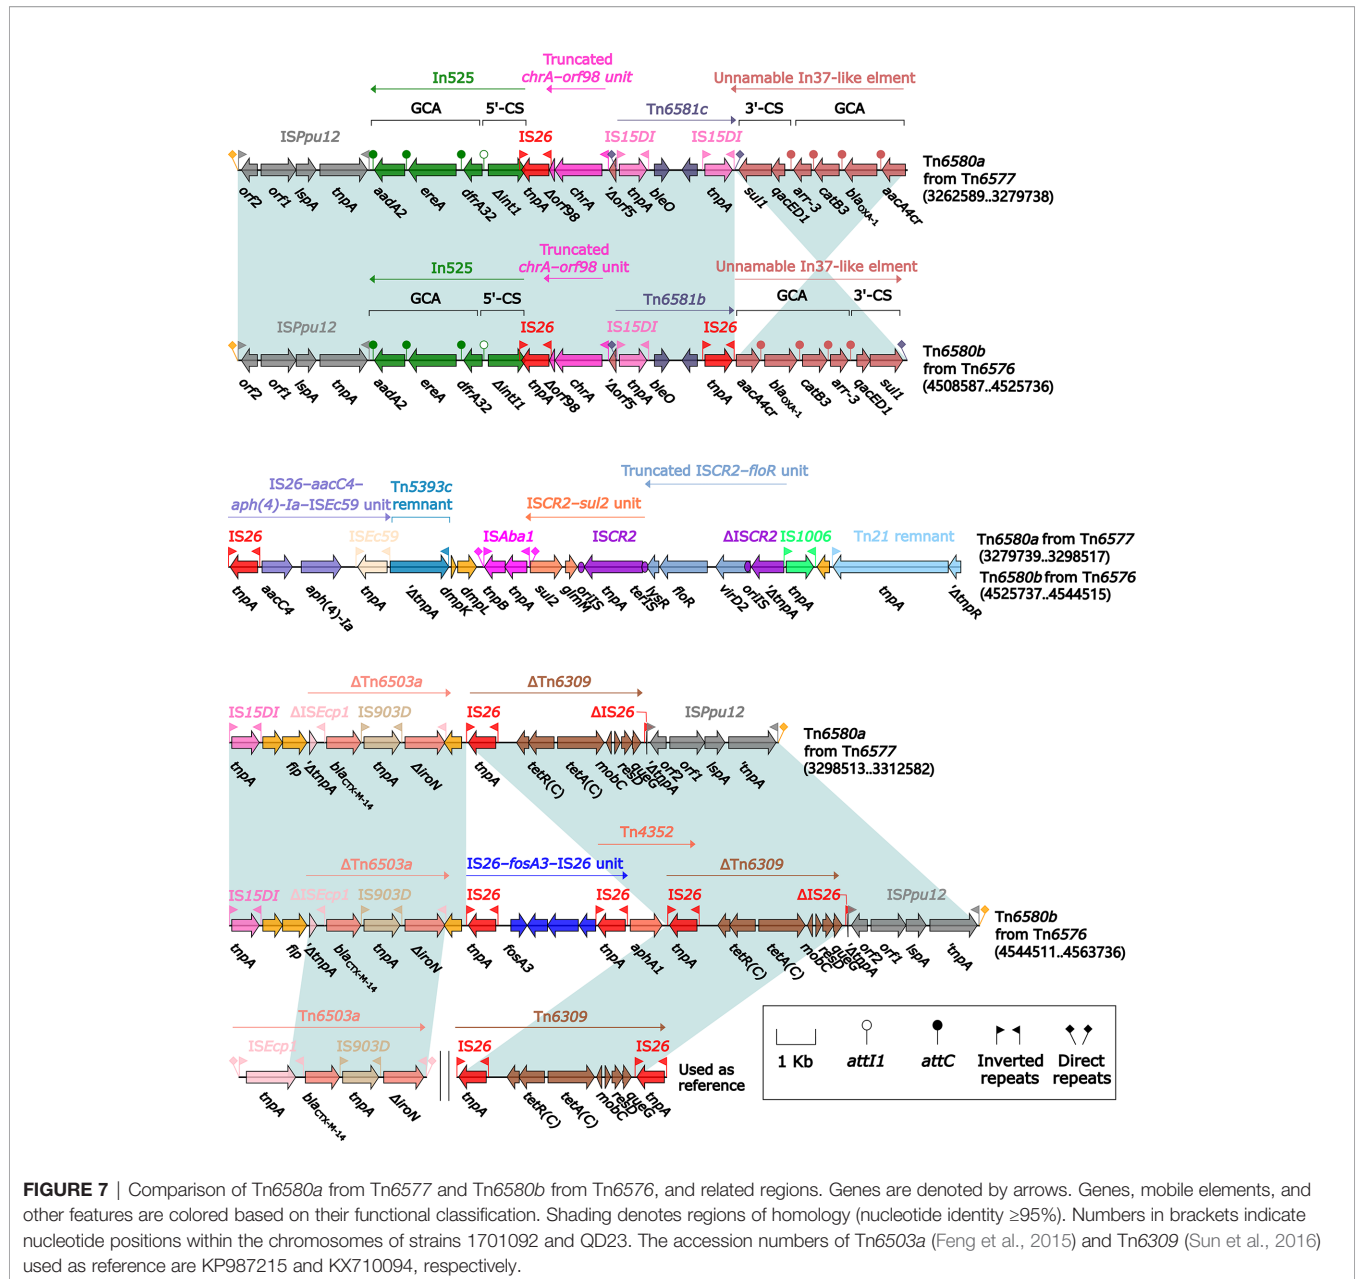 Truncated
In525 chrA–orf98 unit Unnamable In37-like elment
GCA 5'-CS Tn6581c 3'-CS GCA
ISPpu12 IS26 IS15DI IS15DI
Tn6580a
from Tn6577
(3262589..3279738)
orf2 orf1 lspA tnpA aadA2 ereA dfrA32 ΔintI1 tnpA Δorf98 chrA 'Δorf5 tnpA bleO tnpA sul1 qacED1 arr-3 catB3 blaOXA-1 aacA4cr
Truncated
In525 chrA–orf98 unit Unnamable In37-like elment
GCA 5'-CS Tn6581b GCA 3'-CS
ISPpu12 IS26 IS15DI IS26
Tn6580b
from Tn6576
(4508587..4525736)
orf2 orf1 lspA tnpA aadA2 ereA dfrA32 ΔintI1 tnpA Δorf98 chrA 'Δorf5 tnpA bleO tnpA aacA4cr blaOXA-1 catB3 arr-3 qacED1 sul1
Truncated ISCR2–floR unit
IS26–aacC4– Tn5393c
aph(4)-Ia–ISEc59 unit remnant ISCR2–sul2 unit
IS26 ISEc59 ISAba1 ISCR2 ΔISCR2 IS1006 Tn21 remnant
Tn6580a from Tn6577
(3279739..3298517)
Tn6580b from Tn6576
(4525737..4544515)
tnpA aacC4 aph(4)-Ia tnpA 'ΔtnpA dmpK dmpL tnpB tnpA sul2 glmM oriIS tnpA terIS lysR floR virD2 oriIS 'ΔtnpA tnpA tnpA 'ΔtnpR
ΔTn6503a ΔTn6309
IS15DI ΔISEcp1 IS903D IS26 ΔIS26 ISPpu12
Tn6580a
from Tn6577
(3298513..3312582)
tnpA flp 'ΔtnpA blaCTX-M-14 tnpA ΔiroN tnpA tetR(C) tetA(C) mobC resD queG 'ΔtnpA orf2 orf1 lspA 'tnpA
Tn4352
ΔTn6503a IS26–fosA3–IS26 unit ΔTn6309
IS15DI ΔISEcp1 IS903D IS26 IS26 IS26 ΔIS26 ISPpu12
Tn6580b
from Tn6576
(4544511..4563736)
tnpA flp 'ΔtnpA blaCTX-M-14 tnpA ΔiroN tnpA fosA3 tnpA aphA1 tnpA tetR(C) tetA(C) mobC resD queG 'ΔtnpA orf2 orf1 lspA 'tnpA
Tn6503a Tn6309
ISEcp1 IS903D IS26 IS26
Used as
reference
tnpA blaCTX-M-14 tnpA ΔiroN tnpA tetR(C) tetA(C) mobC resD queG tnpA
1 Kb attI1 attC Inverted
repeats Direct
repeats
FIGURE 7 | Comparison of Tn6580a from Tn6577 and Tn6580b from Tn6576, and related regions. Genes are denoted by arrows. Genes, mobile elements, and
other features are colored based on their functional classification. Shading denotes regions of homology (nucleotide identity ≥95%). Numbers in brackets indicate
nucleotide positions within the chromosomes of strains 1701092 and QD23. The accession numbers of Tn6503a (Feng et al., 2015) and Tn6309 (Sun et al., 2016)
used as reference are KP987215 and KX710094, respectively.